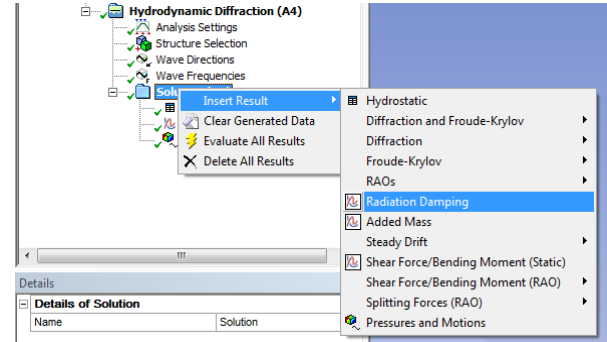 Hydrodynamic Diffraction (A4)
Analysis Settings
Structure Selection
Wave Directions
Wave Frequencies
Insert Result
Clear Generated Data
Evaluate All Results
Delete All Results
Hydrostatic
Diffraction and Froude-Krylov
Diffraction
Froude-Krylov
RAOs
Radiation Damping
Added Mass
Steady Drift
Shear Force/Bending Moment (Static)
Shear Force/Bending Moment (RAO)
Splitting Forces (RAO)
Pressures and Motions
Details
Details of Solution
Name Solution